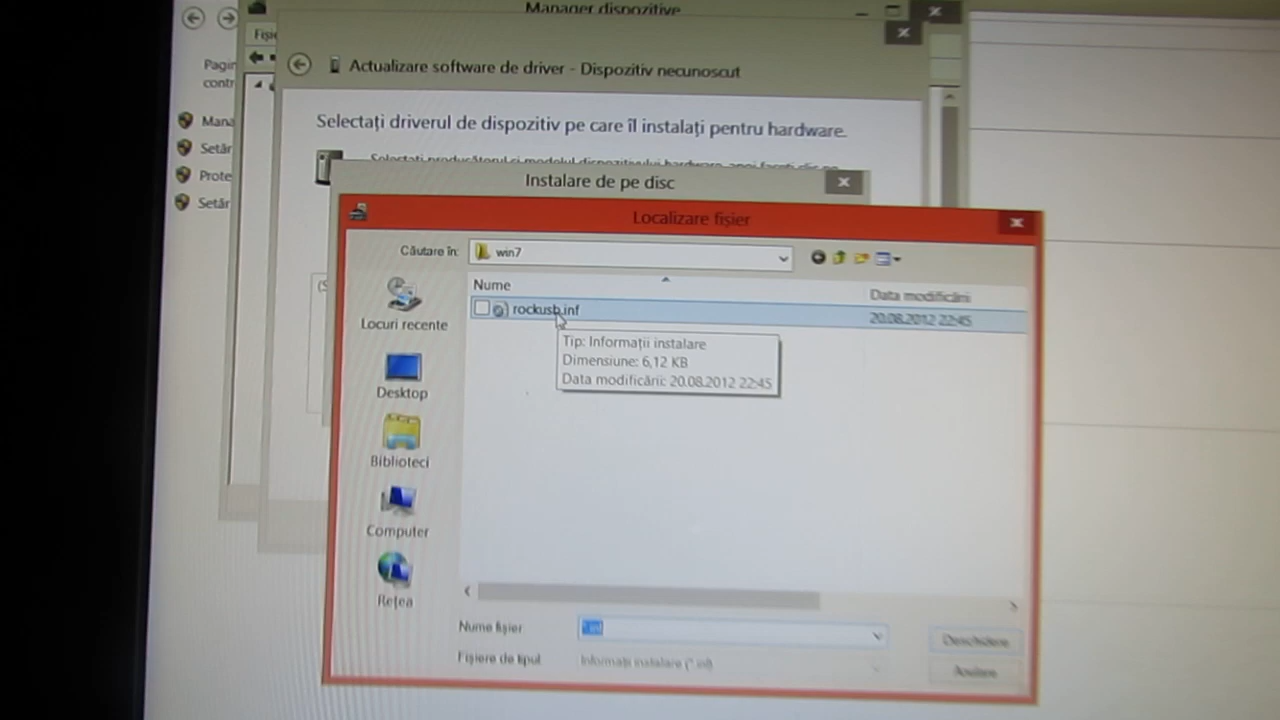 Manager dispozitive
Fișie
Actualizare software de driver - Dispozitiv necunoscut
Pagin
contr
Mana
Setăr
Prote
Setăr
Selectați driverul de dispozitiv pe care îl instalați pentru hardware.
Selectați producătorul și modelul dispozitivului hardware, apoi faceți clic pe
Instalare de pe disc
Localizare fișier
Căutare în:
win7
Nume
Data modificării
rockusb.inf
20.08.2012 22:45
Tip: Informații instalare
Dimensiune: 6,12 KB
Data modificării: 20.08.2012 22:45
Locuri recente
Desktop
Biblioteci
Computer
Rețea
Nume fișier
*.inf
Deschidere
Fișiere de tipul
Informații instalare (*.inf)
Anulare